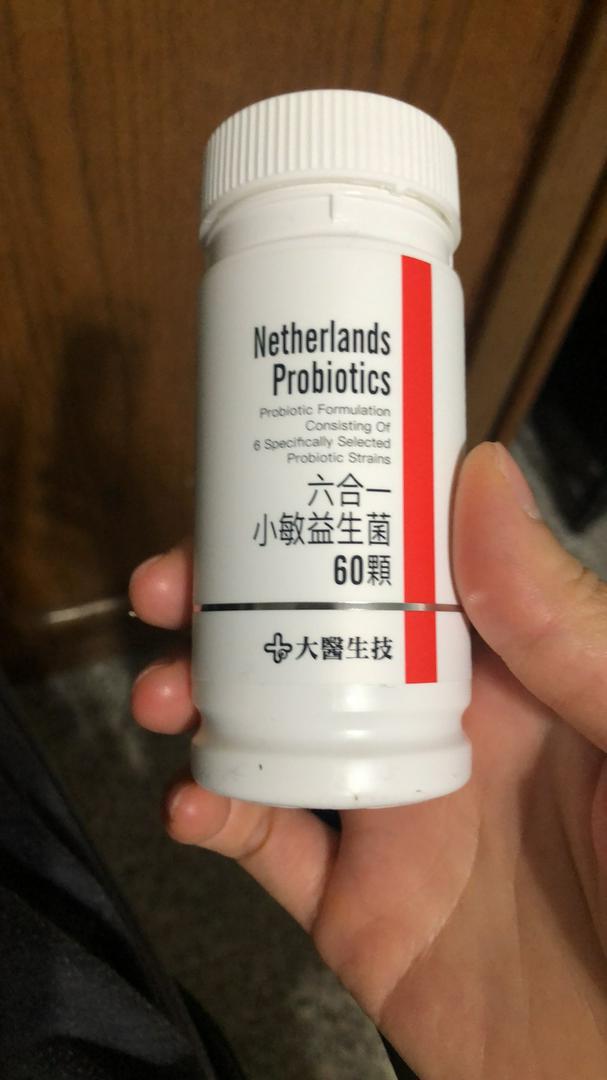 Netherlands
Probiotics
Probiotic Formulation
Consisting Of
6 Specifically Selected
Probiotic Strains
六合一
小敏益生菌
60顆
大醫生技